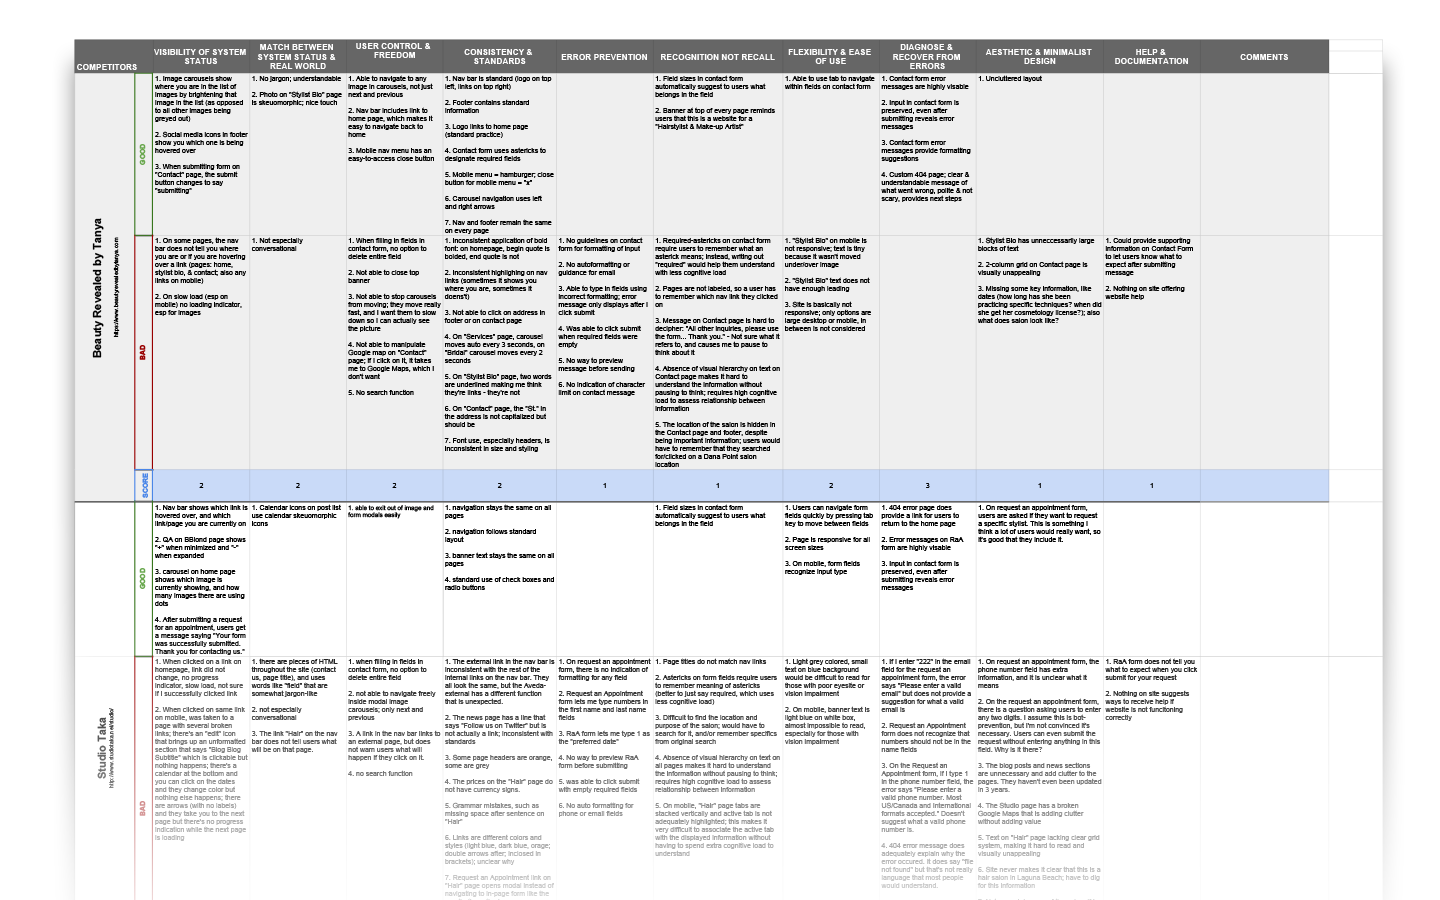 COMPETITORS
VISIBILITY OF SYSTEM
STATUS
MATCH BETWEEN
SYSTEM STATUS &
REAL WORLD
USER CONTROL &
FREEDOM
CONSISTENCY &
STANDARDS
ERROR PREVENTION
RECOGNITION NOT RECALL
FLEXIBILITY & EASE
OF USE
DIAGNOSE &
RECOVER FROM
ERRORS
AESTHETIC & MINIMALIST
DESIGN
HELP &
DOCUMENTATION
COMMENTS
Beauty Revealed by Tanya
https://www.beautyrevealedbytanya.com
GOOD
1. Image carousels show
where you are in the list of
images by brightening that
image in the list (as opposed
to all other images being
greyed out)
2. Social media icons in footer
show you which one is being
hovered over
3. When submitting form on
"Contact" page, the submit
button changes to say
"submitting"
1. No jargon; understandable
2. Photo on "Stylist Bio" page
is skeuomorphic; nice touch
1. Able to navigate to any
image in carousels, not just
next and previous
2. Nav bar includes link to
home page, which makes it
easy to navigate back to
home
3. Mobile nav menu has an
easy-to-access close button
1. Nav bar is standard (logo on top
left, links on top right)
2. Footer contains standard
information
3. Logo links to home page
(standard practice)
4. Contact form uses astericks to
designate required fields
5. Mobile menu = hamburger; close
button for mobile menu = "x"
6. Carousel navigation uses left
and right arrows
7. Nav and footer remain the same
on every page
1. Field sizes in contact form
automatically suggest to users what
belongs in the field
2. Banner at top of every page reminds
users that this is a website for a
"Hairstylist & Make-up Artist"
1. Able to use tab to navigate
within fields on contact form
1. Contact form error
messages are highly visable
2. Input in contact form is
preserved, even after
submitting reveals error
messages
3. Contact form error
messages provide formatting
suggestions
4. Custom 404 page; clear &
understandable message of
what went wrong, polite & not
scary, provides next steps
1. Uncluttered layout
BAD
1. On some pages, the nav
bar does not tell you where
you are or if you are hovering
over a link (pages: home,
stylist bio, & contact; also any
links on mobile)
2. On slow load (esp on
mobile) no loading indicator,
esp for images
1. Not especially
conversational
1. When filling in fields in
contact form, no option to
delete entire field
2. Not able to close top
banner
3. Not able to stop carousels
from moving; they move really
fast, and I want them to slow
down so I can actually see
the picture
4. Not able to manipulate
Google map on "Contact"
page; if I click on it, it takes
me to Google Maps, which I
don't want
5. No search function
1. Inconsistent application of bold
font: on homepage, begin quote is
bolded, end quote is not
2. Inconsistent highlighing on nav
links (sometimes it shows you
where you are, sometimes it
doens't)
3. Not able to click on address in
footer or on contact page
4. On "Services" page, carousel
moves auto every 3 seconds, on
"Bridal" carousel moves every 2
seconds
5. On "Stylist Bio" page, two words
are underlined making me think
they're links - they're not
6. On "Contact" page, the "St." in
the address is not capitalized but
should be
7. Font use, especially headers, is
inconsistent in size and styling
1. No guidelines on contact
form for formatting of input
2. No autoformatting or
guidance for email
3. Able to type in fields using
incorrect formatting; error
message only displays after I
click submit
4. Was able to click submit
when required fields were
empty
5. No way to preview
message before sending
6. No indication of character
limit on contact message
1. Required-astericks on contact form
require users to remember what an
asterick means; instead, writing out
"required" would help them understand
with less cognitive load
2. Pages are not labeled, so a user has
to remember which nav link they clicked
on
3. Message on Contact page is hard to
decipher: "All other inquiries, please use
the form... Thank you." - Not sure what it
refers to, and causes me to pause to
think about it
4. Absence of visual hierarchy on text on
Contact page makes it hard to
understand the information without
pausing to think; requires high cognitive
load to assess relationship between
information
5. The location of the salon is hidden in
the Contact page and footer, despite
being important information; users would
have to remember that they searched
for/clicked on a Dana Point salon
location
1. "Stylist Bio" on mobile is
not responsive; text is tiny
because it wasn't moved
under/over image
2. "Stylist Bio" text does not
have enough leading
3. Site is basically not
responsive; only options are
large desktop or mobile, in
between is not considered
1. Stylist Bio has unneccessarily large
blocks of text
2. 2-column grid on Contact page is
visually unappealing
3. Missing some key information, like
dates (how long has she been
practicing specific techniques? when did
she get her cosmetology license?); also
what does salon look like?
1. Could provide supporting
information on Contact Form
to let users know what to
expect after submitting
message
2. Nothing on site offering
website help
SCORE
2
2
2
2
1
1
2
3
1
1
Studio Taka
http://www.studiotaka.net/studio/
GOOD
1. Nav bar shows which link is
hovered over, and which
link/page you are currently on
2. QA on BBlond page shows
"+" when minimized and "-"
when expanded
3. carousel on home page
shows which image is
currently showing, and how
many images there are using
dots
4. After submitting a request
for an appointment, users get
a message saying "Your form
was successfully submitted.
Thank you for contacting us."
1. Calendar icons on post list
use calendar skeumorphic
icons
1. able to exit out of image and
form modals easily
1. navigation stays the same on all
pages
2. navigation follows standard
layout
3. banner text stays the same on all
pages
4. standard use of check boxes and
radio buttons
1. Field sizes in contact form
automatically suggest to users what
belongs in the field
1. Users can navigate form
fields quickly by pressing tab
key to move between fields
2. Page is responsive for all
screen sizes
3. On mobile, form fields
recognize input type
1. 404 error page does
provide a link for users to
return to the home page
2. Error messages on RaA
form are highly visable
3. Input in contact form is
preserved, even after
submitting reveals error
messages
1. On request an appointment form,
users are asked if they want to request
a specific stylist. This is something I
think a lot of users would really want, so
it's good that they include it.
BAD
1. When clicked on a link on
homepage, link did not
change, no progress
indicator, slow load, not sure
if I successfully clicked link
2. When clicked on same link
on mobile, was taken to a
page with several broken
links; there's an "edit" icon
that brings up an unformatted
section that says "Blog Blog
Subtitle" which is clickable but
nothing happens; there's a
calendar at the bottom and
you can click on the dates
and they change color but
nothing else happens; there
are arrows (with no labels)
and they take you to the next
page but there's no progress
indication while the next page
is loading
1. there are pieces of HTML
throughout the site (contact
us, page title), and uses
words like "field" that are
somewhat jargon-like
2. not especially
conversational
3. The link "Hair" on the nav
bar does not tell users what
will be on that page.
1. when filling in fields in
contact form, no option to
delete entire field
2. not able to navigate freely
inside modal image
carousels; only next and
previous
3. A link in the nav bar links to
an external page, but does
not warn users what will
happen if they click on it.
4. no search function
1. The external link in the nav bar is
inconsistent with the rest of the
internal links on the nav bar.
They all look the same, but the Aveda-
external has a different function
that is unexpected.
2. The news page has a line that
says "Follow us on Twitter" but is
not actually a link; inconsistent with
standards
3. Some page headers are orange,
some are grey
4. The prices on the "Hair" page do
not have currency signs.
5. Grammar mistakes, such as
missing space after sentence on
"Hair"
6. Links are different colors and
styles (light blue, dark blue, orage;
double arrows after; inclosed in
brackets); unclear why
7. Request an Appointment link on
"Hair" page opens modal instead of
navigating to in-page form like the
1. On request an appointment
form, there is no indication of
formatting for any field
2. Request an Appointment
form lets me type numbers in
the first name and last name
fields
3. RaA form lets me type 1 as
the "preferred date"
4. No way to preview RaA
form before submitting
5. was able to click submit
with empty required fields
6. No auto formatting for
phone or email fields
1. Page titles do not match nav links
2. Astericks on form fields require users
to remember meaning of astericks
(better to just say required, which uses
less cognitive load)
3. Difficult to find the location and
purpose of the salon; would have to
search for it, and/or remember specifics
from original search
4. Absence of visual hierarchy on text on
all pages makes it hard to understand
the information without pausing to think;
requires high cognitive load to assess
relationship between information
5. On mobile, "Hair" page tabs are
stacked vertically and active tab is not
adequately highlighted; this makes it
very difficult to associate the active tab
with the displayed information without
having to spend extra cognitive load to
understand
1. Light grey colored, small
text on blue background
would be difficult to read for
those with poor eyesite or
vision impairment
2. On mobile, banner text is
light blue on white box,
almost impossible to read,
especially for those with
vision impairment
1. If I enter "222" in the email
field for the request an
appointment form, the error
says "Please enter a valid
email" but does not provide a
suggestion for what a valid
email is
2. Request an Appointment
form does not recognize that
numbers should not be in the
name fields
3. On the Request an
Appointment form, if I type 1
in the phone number field, the
error says "Please enter a
valid phone number. Most
US/Canada and International
formats accepted." Doesn't
suggest what a valid phone
number is.
4. 404 error message does
adequately explain why the
error occured. It does say "file
not found" but that's not really
language that most people
would understand.
1. On request an appointment form, the
phone number field has extra
information, and it is unclear what it
means
2. On the request an appointment form,
there is a question asking users to enter
any two digits. I assume this is bot-
prevention, but I'm not convinced it's
necessary. Users can even submit the
request without entering anything in this
field. Why is it there?
3. The blog posts and news sections
are unnecessary and add clutter to the
pages. They haven't even been updated
in 3 years.
4. The Studio page has a broken
Google Maps that is adding clutter
without adding value
5. Text on "Hair" page lacking clear grid
system, making it hard to read and
visually unappealing
6. Site never makes it clear that this is a
hair salon in Laguna Beach; have to dig
for this information
1. RaA form does not tell you
what to expect when you click
submit for your request
2. Nothing on site suggests
ways to receive help if
website is not functioning
correctly